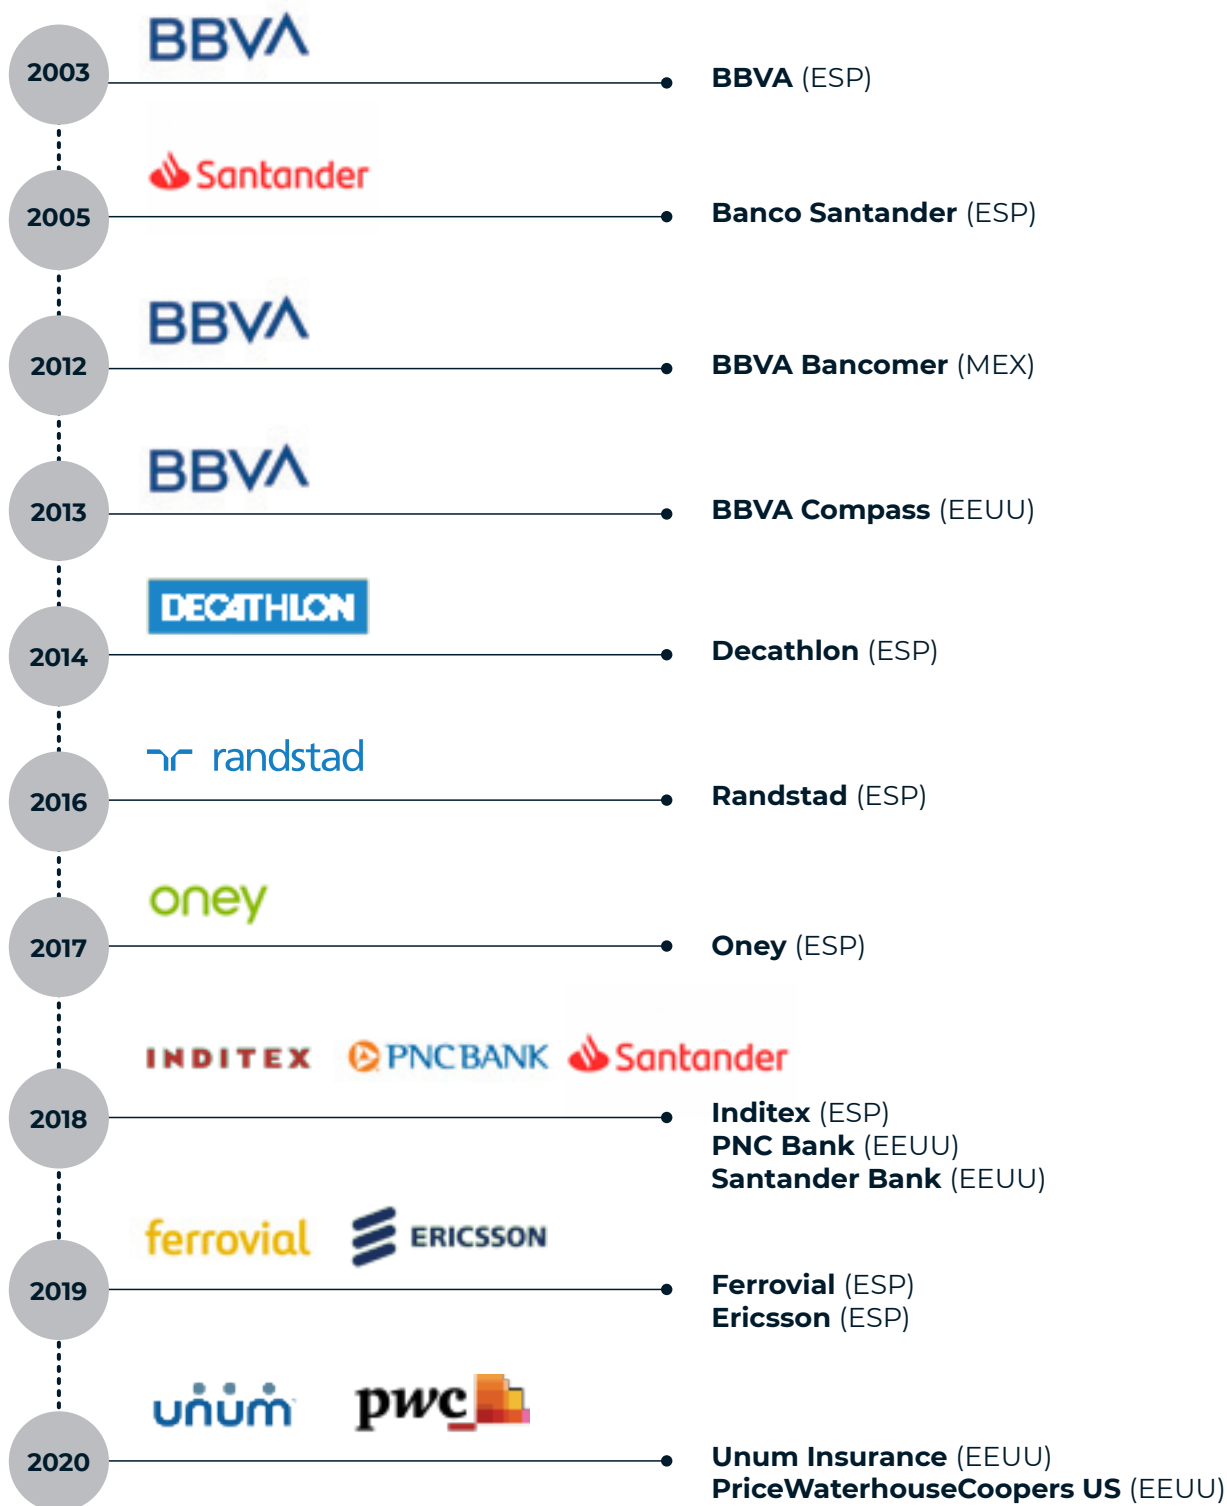 BBVA
2003
BBVA (ESP)
Santander
2005
Banco Santander (ESP)
BBVA
2012
BBVA Bancomer (MEX)
BBVA
2013
BBVA Compass (EEUU)
DECATHLON
2014
Decathlon (ESP)
randstad
2016
Randstad (ESP)
oney
2017
Oney (ESP)
INDITEX PNCBANK Santander
2018
Inditex (ESP)
PNC Bank (EEUU)
Santander Bank (EEUU)
ferrovial ERICSSON
2019
Ferrovial (ESP)
Ericsson (ESP)
unum pwc
2020
Unum Insurance (EEUU)
PriceWaterhouseCoopers US (EEUU)